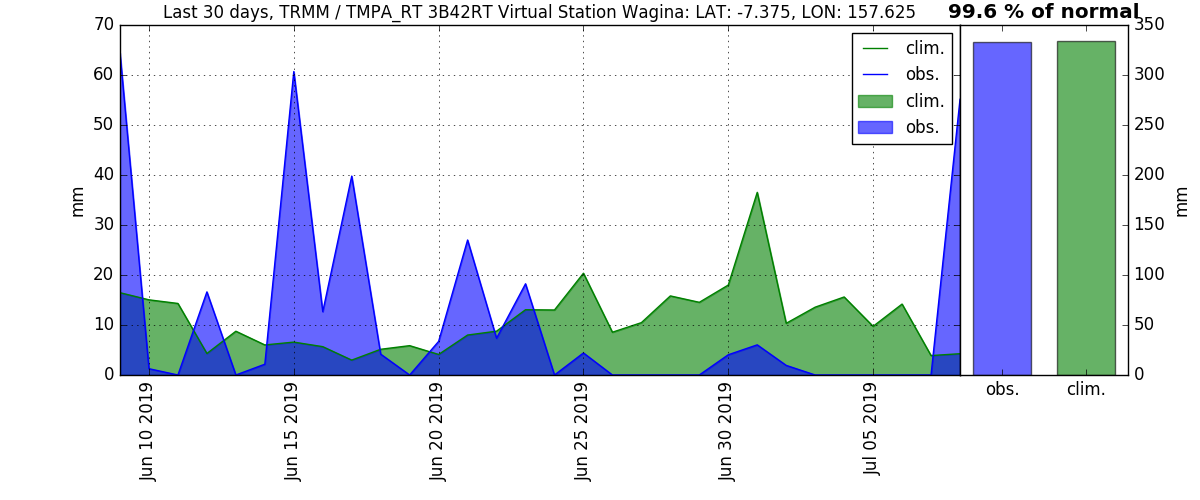 Last 30 days, TRMM / TMPA_RT 3B42RT Virtual Station Wagina: LAT: -7.375, LON: 157.625
99.6 % of normal
70
60
50
40
30
20
10
0
mm
clim.
obs.
clim.
obs.
350
300
250
200
150
100
50
0
mm
Jun 10 2019
Jun 15 2019
Jun 20 2019
Jun 25 2019
Jun 30 2019
Jul 05 2019
obs.
clim.